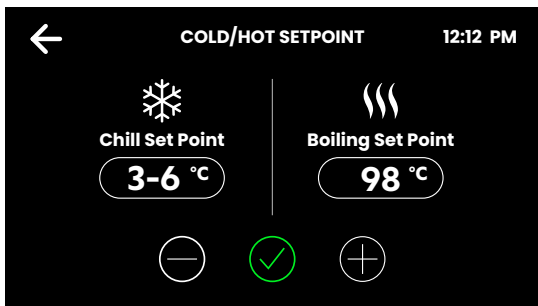 COLD/HOT SETPOINT 12:12 PM
Chill Set Point Boiling Set Point
3-6 °C 98 °C